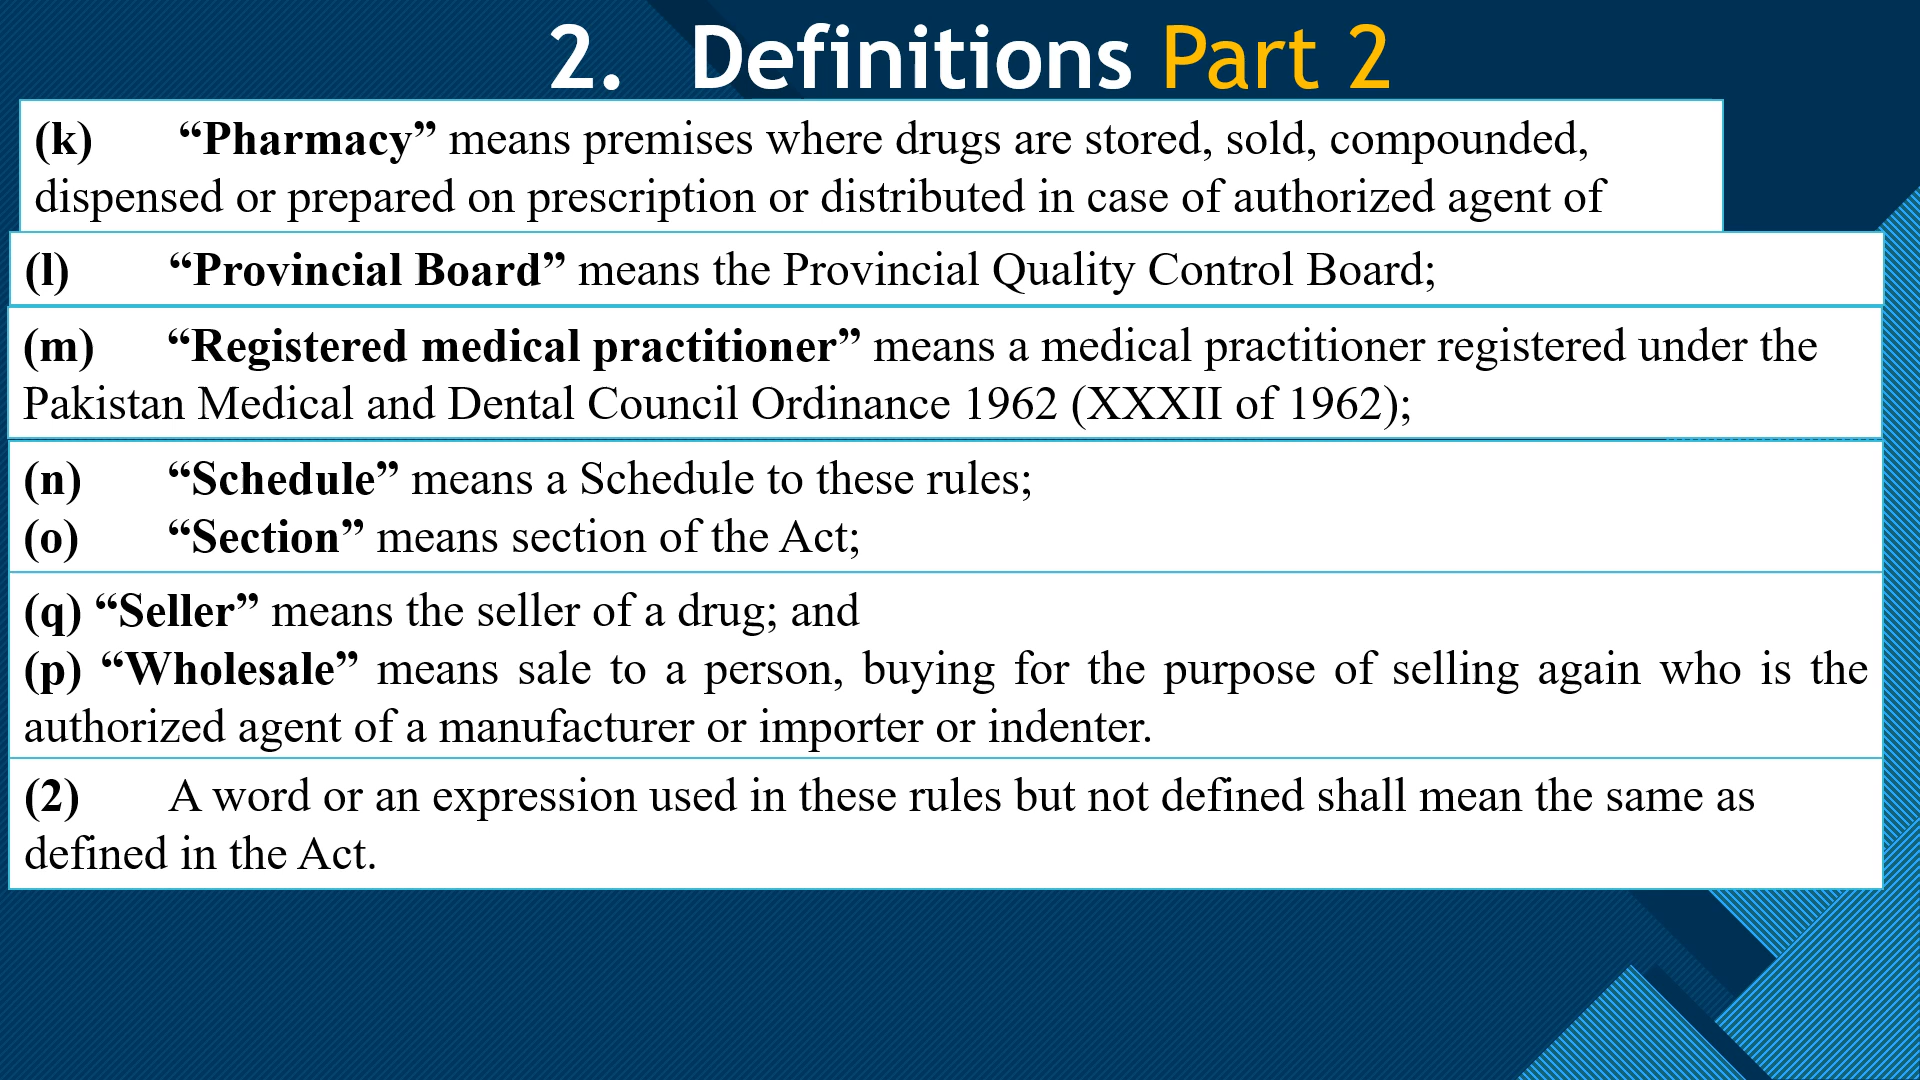 2. Definitions Part 2
(k) “Pharmacy” means premises where drugs are stored, sold, compounded,
dispensed or prepared on prescription or distributed in case of authorized agent of
(l) “Provincial Board” means the Provincial Quality Control Board;
(m) “Registered medical practitioner” means a medical practitioner registered under the
Pakistan Medical and Dental Council Ordinance 1962 (XXXII of 1962);
(n) “Schedule” means a Schedule to these rules;
(o) “Section” means section of the Act;
(q) “Seller” means the seller of a drug; and
(p) “Wholesale” means sale to a person, buying for the purpose of selling again who is the
authorized agent of a manufacturer or importer or indenter.
(2) A word or an expression used in these rules but not defined shall mean the same as
defined in the Act.